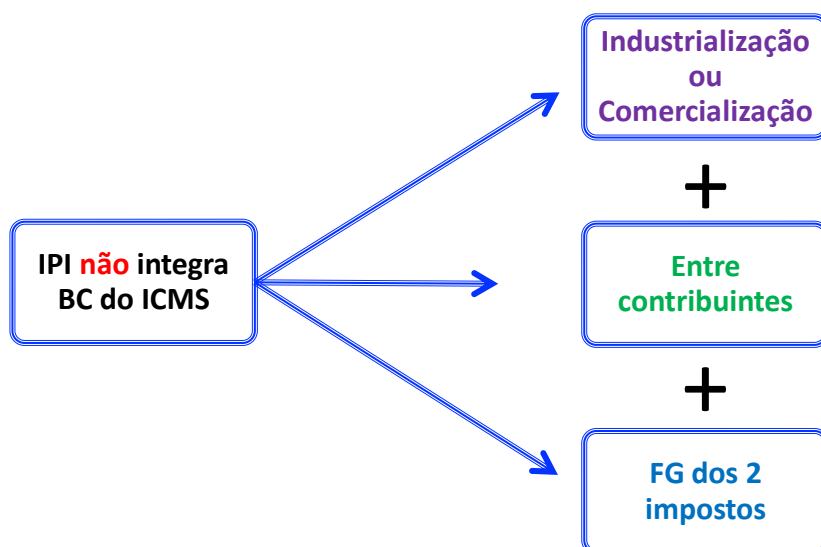 Industrialização
ou
Comercialização
+
IPI não integra
BC do ICMS
Entre
contribuintes
+
FG dos 2
impostos